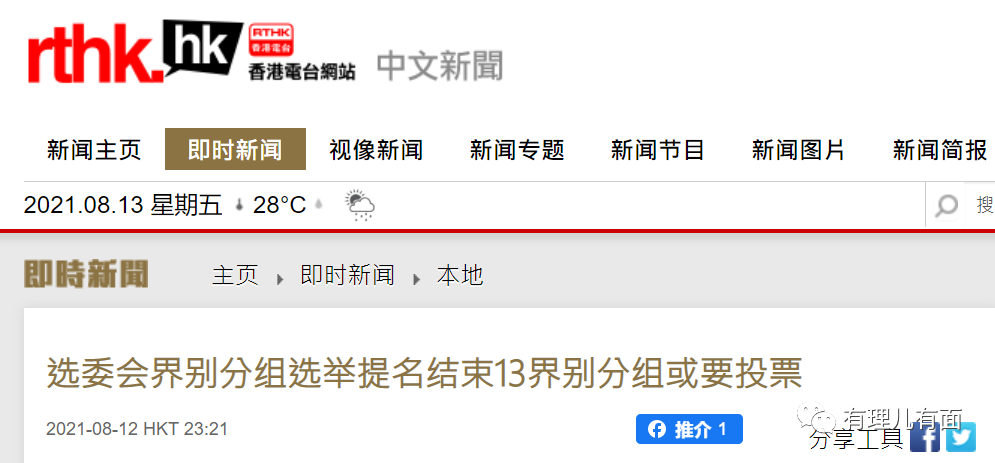 rthk.hk RTHK 香港電台 香港電台網站 中文新聞
新闻主页 即时新闻 视像新闻 新闻专题 新闻节目 新闻图片 新闻简报
2021.08.13 星期五 28°C 搜
即時新聞 主页 即时新闻 本地
选委会界别分组选举提名结束13界别分组或要投票
2021-08-12 HKT 23:21 推介 1 分享工具
有理儿有面